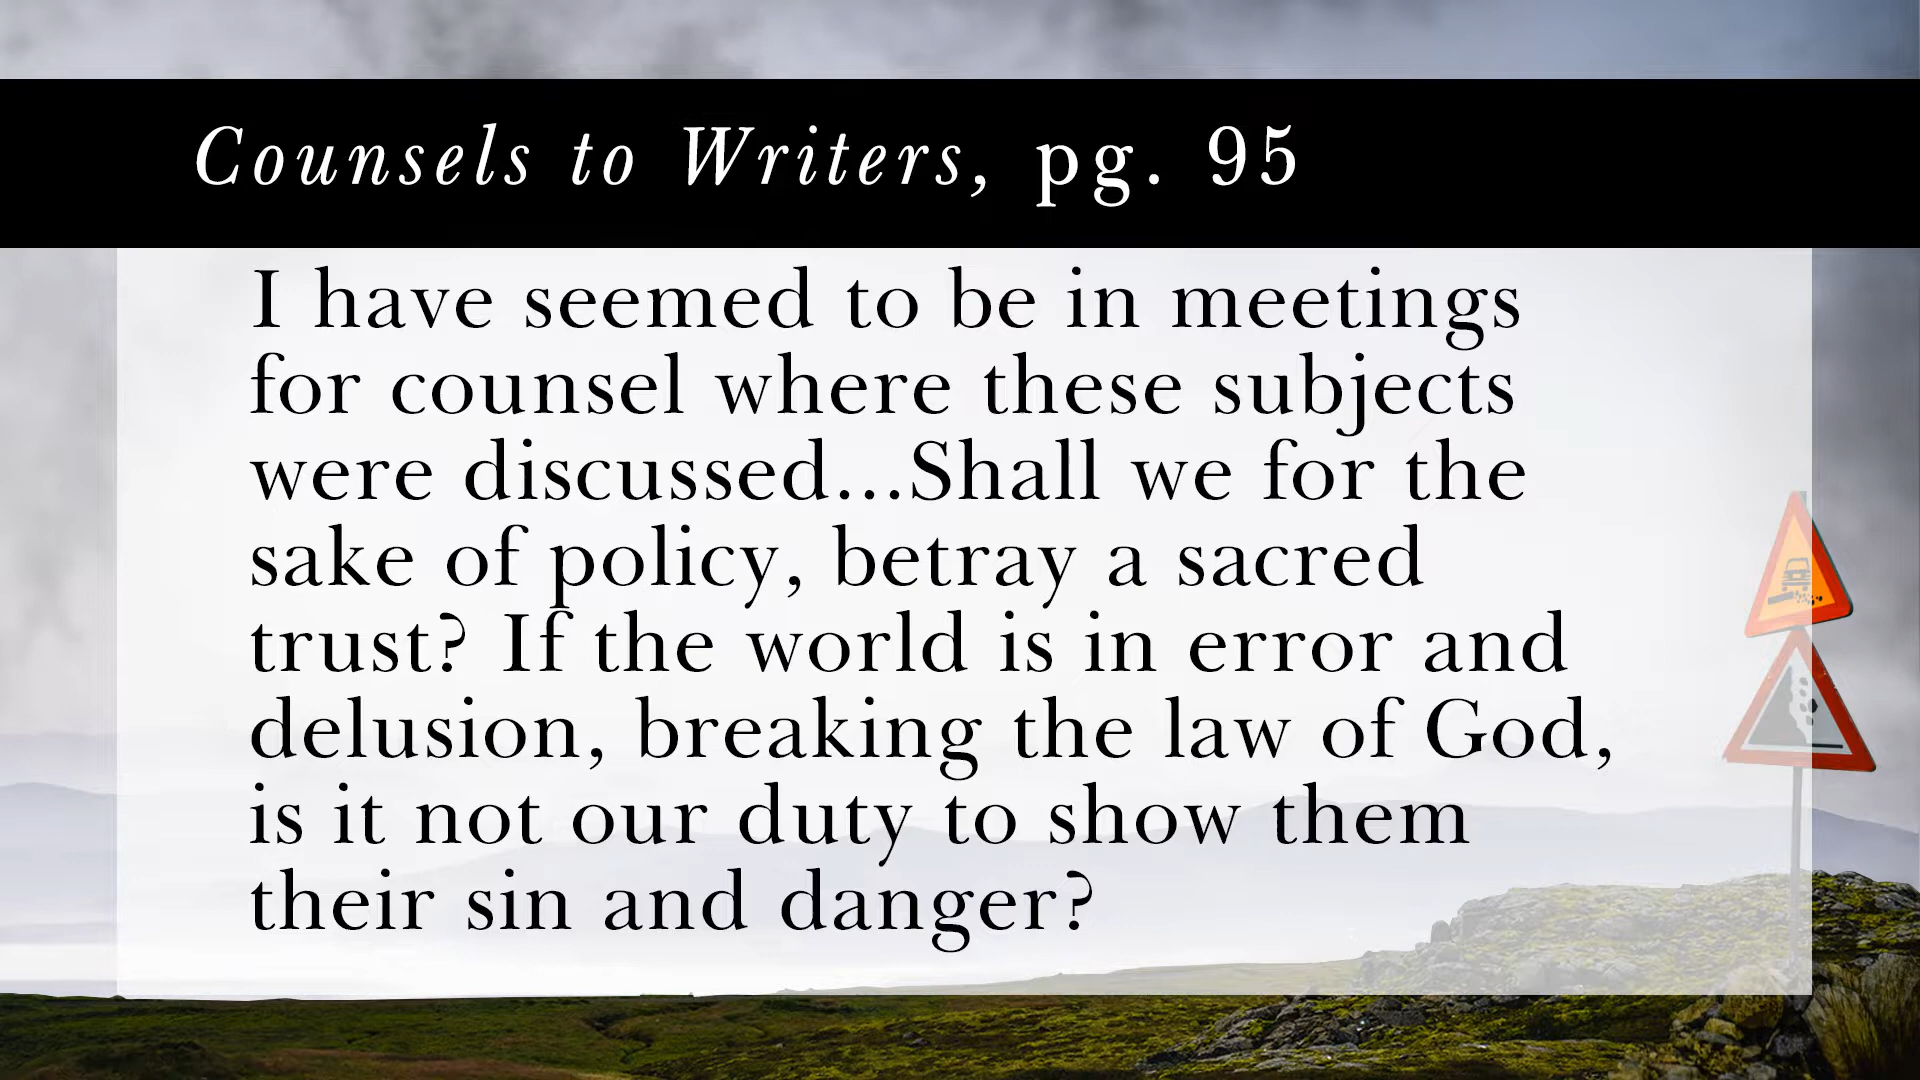 Counsels to Writers, pg. 95
I have seemed to be in meetings
for counsel where these subjects
were discussed...Shall we for the
sake of policy, betray a sacred
trust? If the world is in error and
delusion, breaking the law of God,
is it not our duty to show them
their sin and danger?